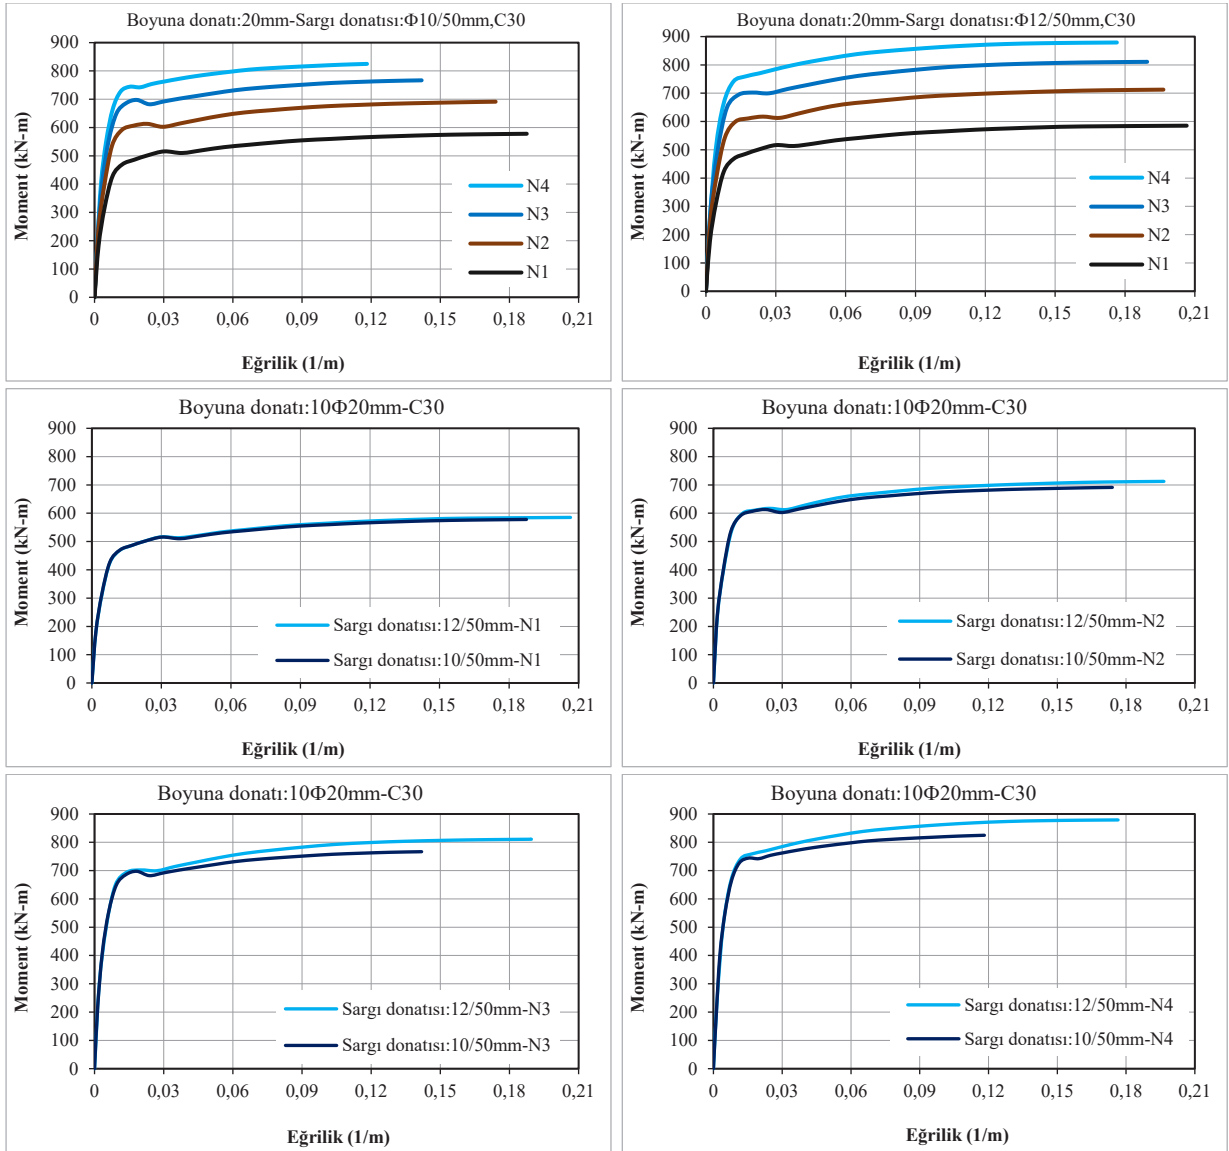 Boyuna donatı:20mm-Sargı donatısı:Φ10/50mm,C30
900
800
700
600
500
400
300
200
100
0
Moment (kN-m)
N4
N3
N2
N1
0 0,03 0,06 0,09 0,12 0,15 0,18 0,21
Eğrilik (1/m)
Boyuna donatı:20mm-Sargı donatısı:Φ12/50mm,C30
900
800
700
600
500
400
300
200
100
0
Moment (kN-m)
N4
N3
N2
N1
0 0,03 0,06 0,09 0,12 0,15 0,18 0,21
Eğrilik (1/m)
Boyuna donatı:10Φ20mm-C30
900
800
700
600
500
400
300
200
100
0
Moment (kN-m)
Sargı donatısı:12/50mm-N1
Sargı donatısı:10/50mm-N1
0 0,03 0,06 0,09 0,12 0,15 0,18 0,21
Eğrilik (1/m)
Boyuna donatı:10Φ20mm-C30
900
800
700
600
500
400
300
200
100
0
Moment (kN-m)
Sargı donatısı:12/50mm-N2
Sargı donatısı:10/50mm-N2
0 0,03 0,06 0,09 0,12 0,15 0,18 0,21
Eğrilik (1/m)
Boyuna donatı:10Φ20mm-C30
900
800
700
600
500
400
300
200
100
0
Moment (kN-m)
Sargı donatısı:12/50mm-N3
Sargı donatısı:10/50mm-N3
0 0,03 0,06 0,09 0,12 0,15 0,18 0,21
Eğrilik (1/m)
Boyuna donatı:10Φ20mm-C30
900
800
700
600
500
400
300
200
100
0
Moment (kN-m)
Sargı donatısı:12/50mm-N4
Sargı donatısı:10/50mm-N4
0 0,03 0,06 0,09 0,12 0,15 0,18 0,21
Eğrilik (1/m)